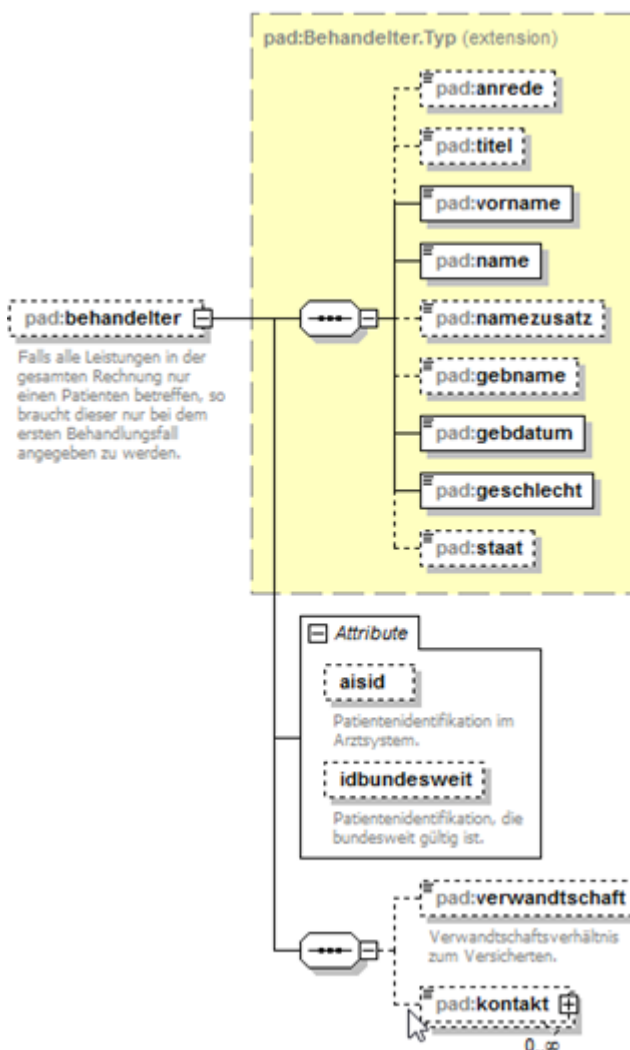 pad:Behandelter.Typ (extension)
pad:anrede
pad:titel
pad:vorname
pad:name
pad:behandelter
Falls alle Leistungen in der
gesamten Rechnung nur
einen Patienten betreffen, so
braucht dieser nur bei dem
ersten Behandlungsfall
angegeben zu werden.
pad:namezusatz
pad:gebname
pad:gebdatum
pad:geschlecht
pad:staat
Attribute
aisid
Patientenidentifikation im
Arztsystem.
idbundesweit
Patientenidentifikation, die
bundesweit gültig ist.
pad:verwandtschaft
Verwandtschaftsverhältnis
zum Versicherten.
pad:kontakt
0..∞